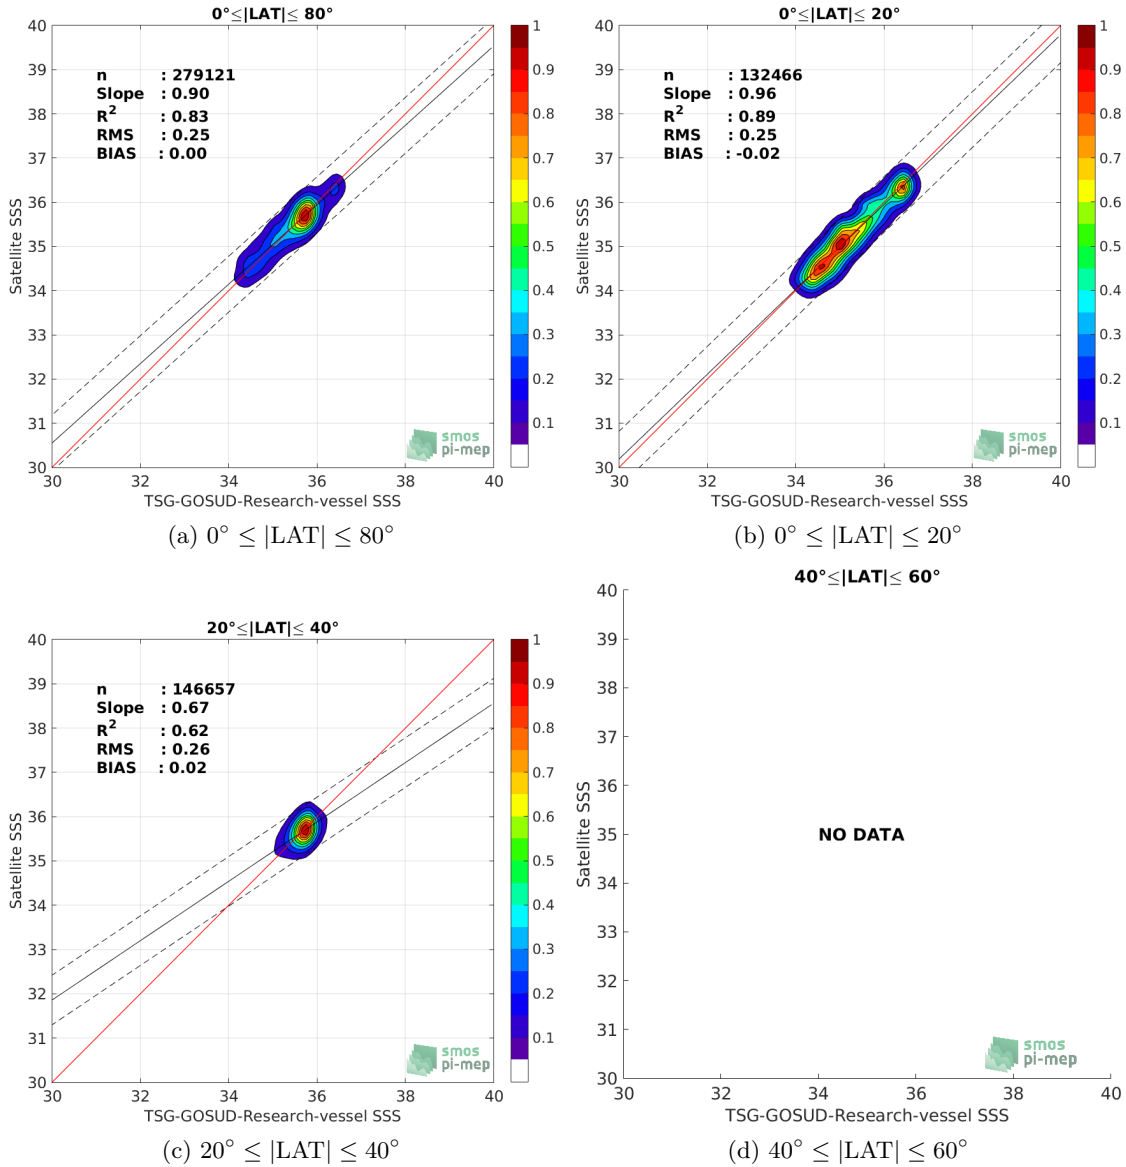 0°≤|LAT|≤ 80°
40
39
38
37
36
35
34
33
32
31
30
30 32 34 36 38 40
Satellite SSS
TSG-GOSUD-Research-vessel SSS
n : 279121
Slope : 0.90
R² : 0.83
RMS : 0.25
BIAS : 0.00
1
0.9
0.8
0.7
0.6
0.5
0.4
0.3
0.2
0.1
smos
pi-mep
(a) 0° ≤ |LAT| ≤ 80°
0°≤|LAT|≤ 20°
40
39
38
37
36
35
34
33
32
31
30
30 32 34 36 38 40
Satellite SSS
TSG-GOSUD-Research-vessel SSS
n : 132466
Slope : 0.96
R² : 0.89
RMS : 0.25
BIAS : -0.02
1
0.9
0.8
0.7
0.6
0.5
0.4
0.3
0.2
0.1
smos
pi-mep
(b) 0° ≤ |LAT| ≤ 20°
20°≤|LAT|≤ 40°
40
39
38
37
36
35
34
33
32
31
30
30 32 34 36 38 40
Satellite SSS
TSG-GOSUD-Research-vessel SSS
n : 146657
Slope : 0.67
R² : 0.62
RMS : 0.26
BIAS : 0.02
1
0.9
0.8
0.7
0.6
0.5
0.4
0.3
0.2
0.1
smos
pi-mep
(c) 20° ≤ |LAT| ≤ 40°
40°≤|LAT|≤ 60°
40
39
38
37
36
35
34
33
32
31
30
30 32 34 36 38 40
Satellite SSS
TSG-GOSUD-Research-vessel SSS
NO DATA
smos
pi-mep
(d) 40° ≤ |LAT| ≤ 60°